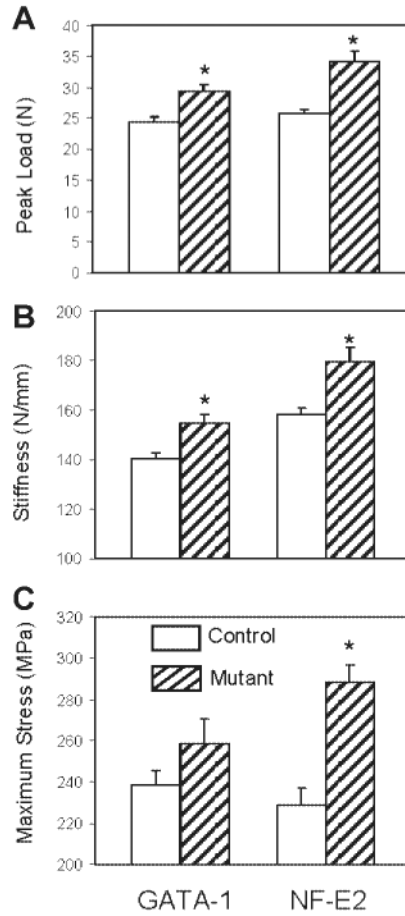 A
Peak Load (N)
40
35
30
25
20
15
10
5
0
*
*
B
Stiffness (N/mm)
200
180
160
140
100
*
*
C
Maximum Stress (MPa)
320
300
280
260
240
220
200
Control
Mutant
*
GATA-1
NF-E2